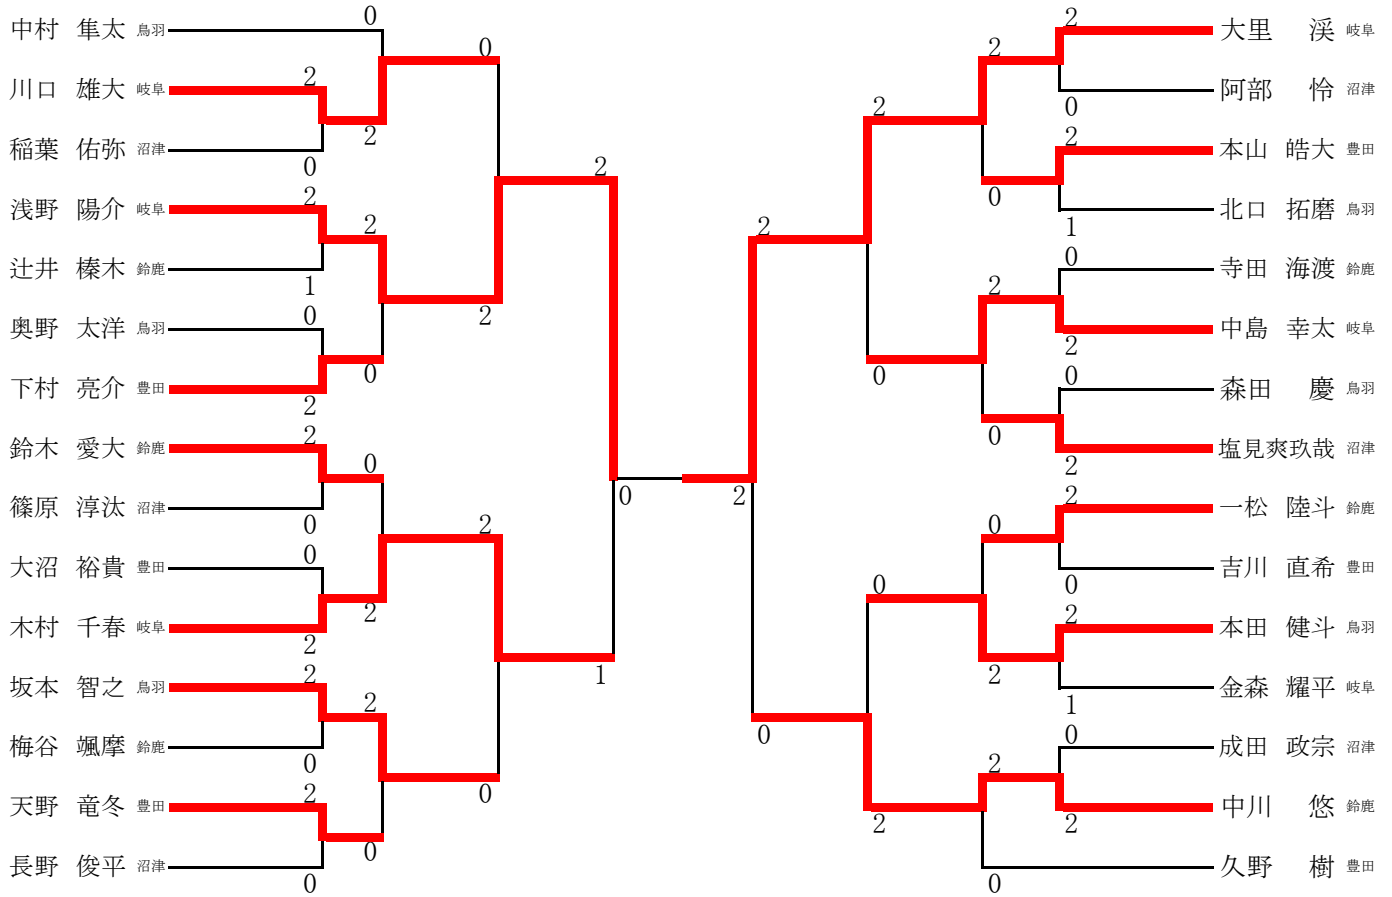 中村 隼太 鳥羽
川口 雄大 岐阜
稲葉 佑弥 沼津
浅野 陽介 岐阜
辻井 榛木 鈴鹿
奥野 太洋 鳥羽
下村 亮介 豊田
鈴木 愛大 鈴鹿
篠原 淳汰 沼津
大沼 裕貴 豊田
木村 千春 岐阜
坂本 智之 鳥羽
梅谷 颯摩 鈴鹿
天野 竜冬 豊田
長野 俊平 沼津
0
2
0
2
1
0
2
2
0
0
2
2
0
2
0
2
2
0
0
2
2
0
0
2
2
0
2
1
0
2
2
0
2
0
0
2
2
0
2
0
0
2
2
0
2
0
2
0
2
1
0
2
0
2
2
0
2
1
0
2
大里 渓 岐阜
阿部 怜 沼津
本山 皓大 豊田
北口 拓磨 鳥羽
寺田 海渡 鈴鹿
中島 幸太 岐阜
森田 慶 鳥羽
塩見爽玖哉 沼津
一松 陸斗 鈴鹿
吉川 直希 豊田
本田 健斗 鳥羽
金森 耀平 岐阜
成田 政宗 沼津
中川 悠 鈴鹿
久野 樹 豊田